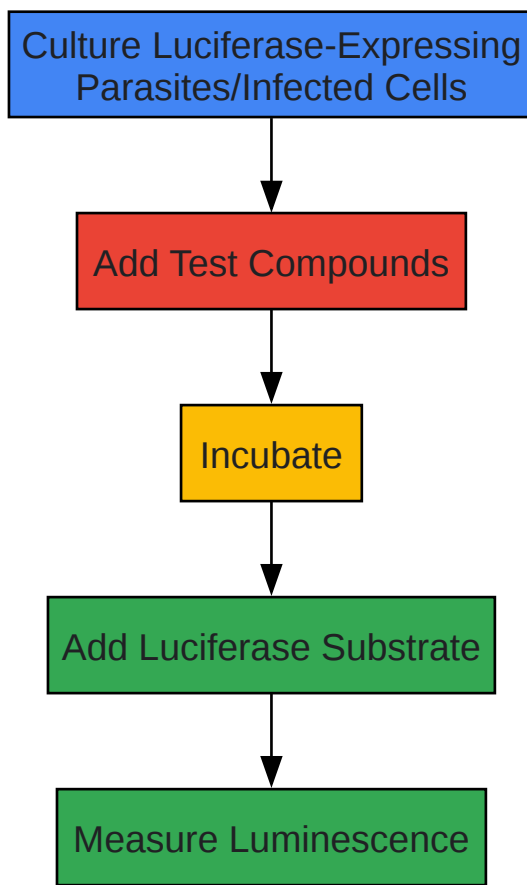 Culture Luciferase-Expressing
Parasites/Infected Cells
Add Test Compounds
Incubate
Add Luciferase Substrate
Measure Luminescence